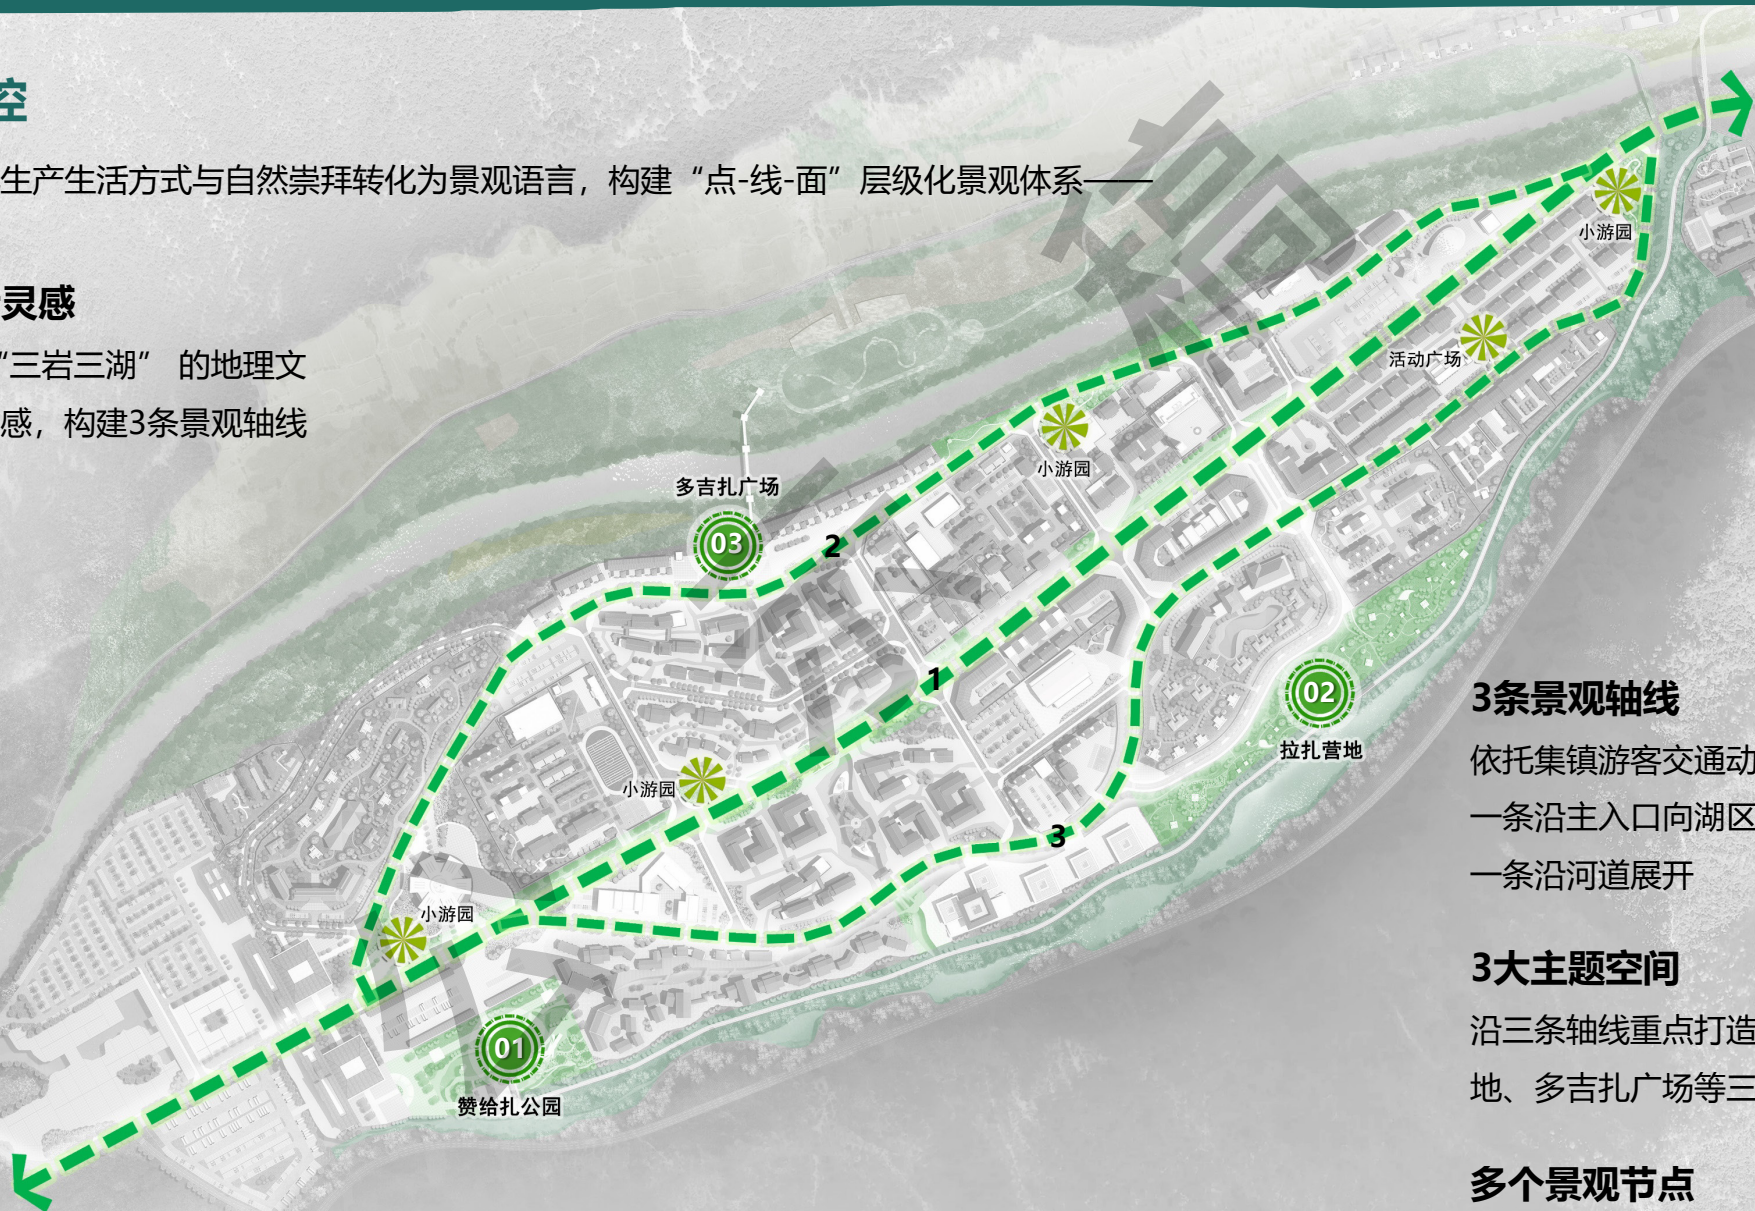 控
生产生活方式与自然崇拜转化为景观语言，构建“点-线-面”层级化景观体系——
灵感
“三岩三湖” 的地理文
感，构建3条景观轴线
小游园
活动广场
小游园
多吉扎广场
03
2
1
02
拉扎营地
小游园
3
小游园
01
赞给扎公园
3条景观轴线
依托集镇游客交通动
一条沿主入口向湖区
一条沿河道展开
3大主题空间
沿三条轴线重点打造
地、多吉扎广场等三
多个景观节点
稿